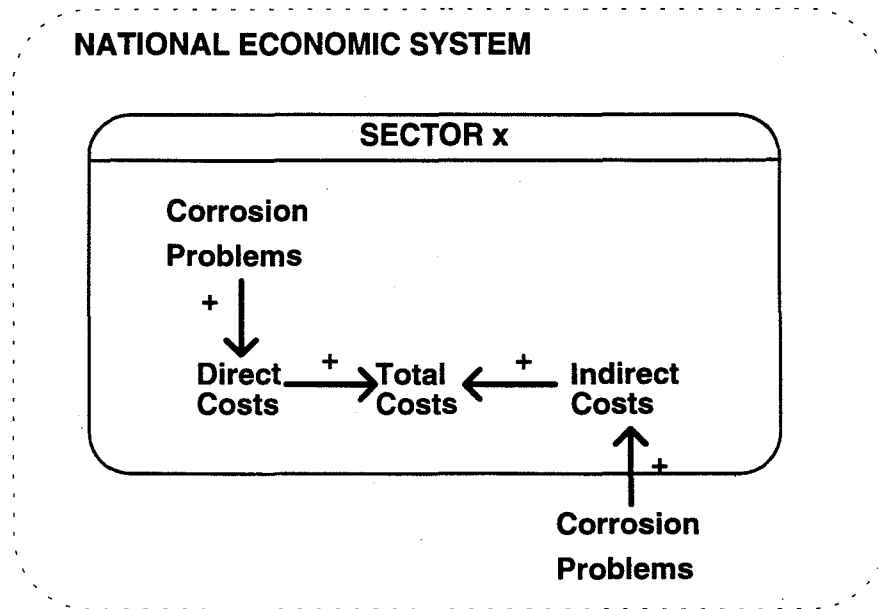 NATIONAL ECONOMIC SYSTEM
SECTOR x
Corrosion
Problems
+
+
+
Direct
Costs
Total
Costs
Indirect
Costs
+
Corrosion
Problems